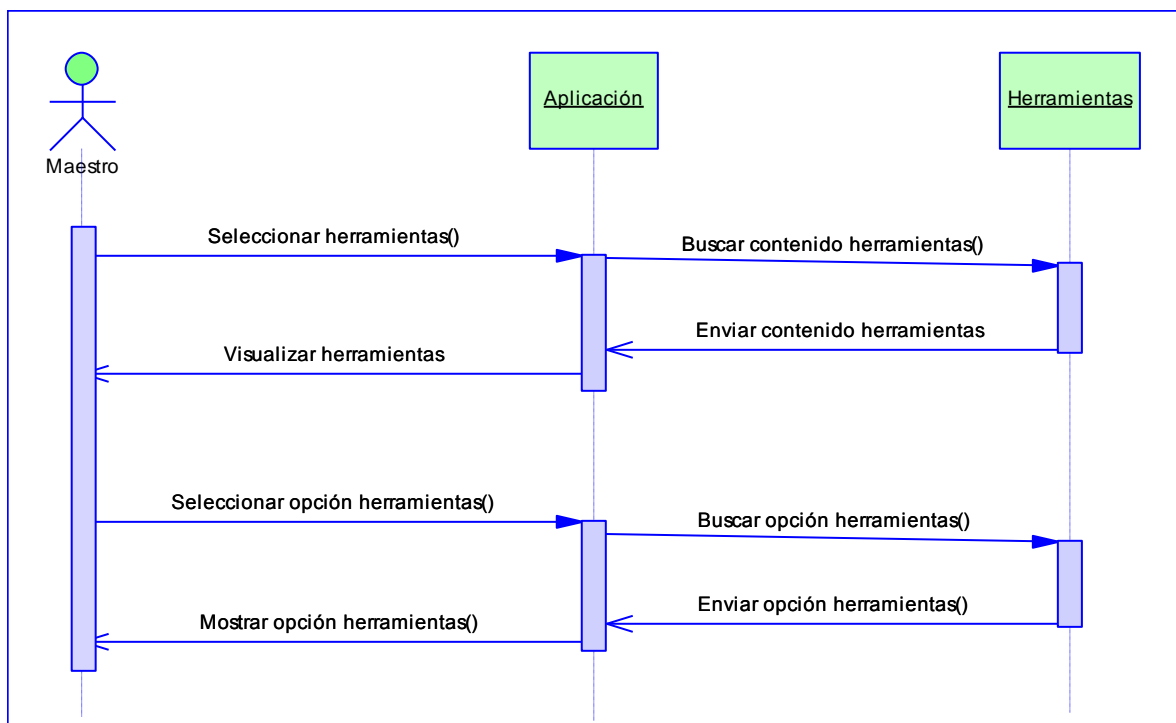 Aplicación
Herramientas
Maestro
Seleccionar herramientas()
Buscar contenido herramientas()
Enviar contenido herramientas
Visualizar herramientas
Seleccionar opción herramientas()
Buscar opción herramientas()
Enviar opción herramientas()
Mostrar opción herramientas()